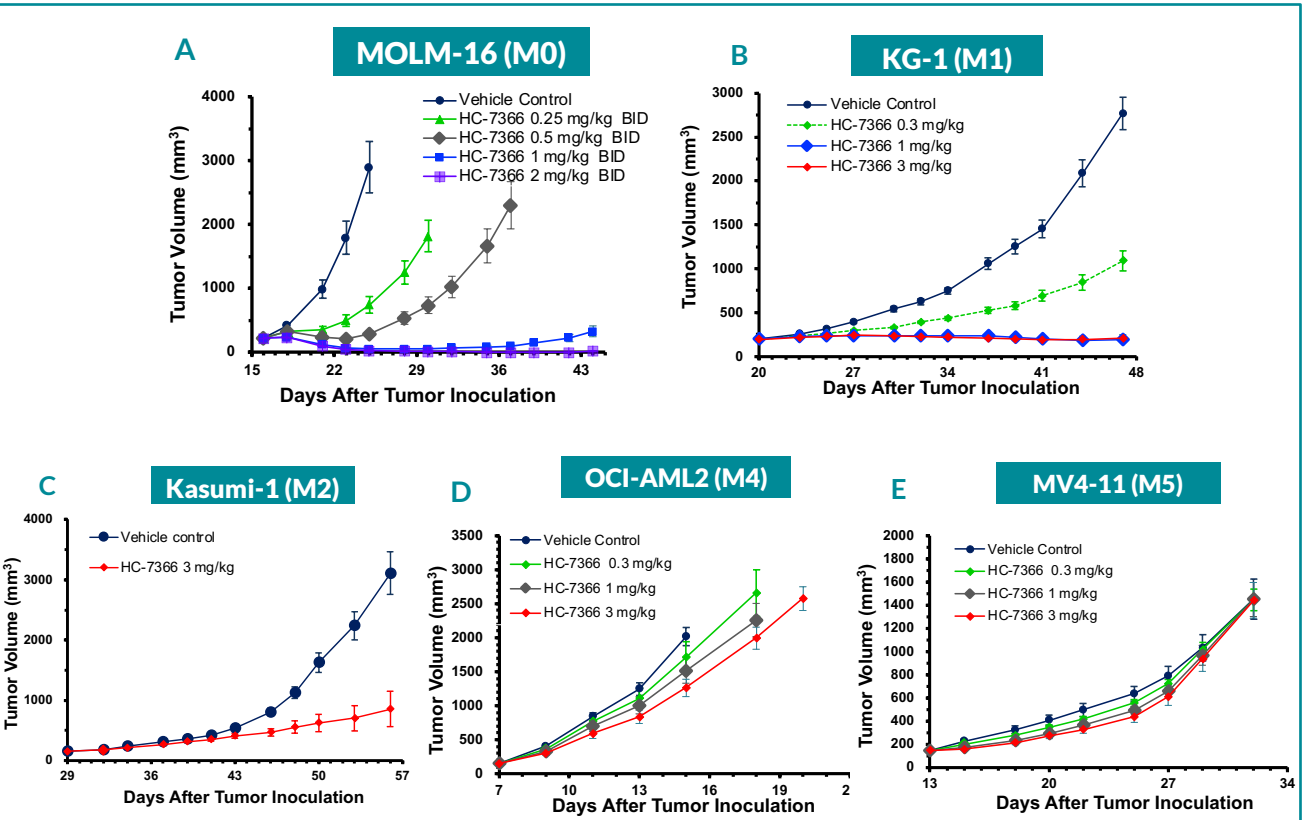 A
MOLM-16 (M0)
Vehicle Control
HC-7366 0.25 mg/kg BID
HC-7366 0.5 mg/kg BID
HC-7366 1 mg/kg BID
HC-7366 2 mg/kg BID
Tumor Volume (mm³)
4000
3000
2000
1000
0
15
22
29
36
43
Days After Tumor Inoculation
B
KG-1 (M1)
Vehicle Control
HC-7366 0.3 mg/kg
HC-7366 1 mg/kg
HC-7366 3 mg/kg
Tumor Volume (mm³)
3000
2500
2000
1500
1000
500
0
20
27
34
41
48
Days After Tumor Inoculation
C
Kasumi-1 (M2)
Vehicle control
HC-7366 3 mg/kg
Tumor Volume (mm³)
4000
3000
2000
1000
0
29
36
43
50
57
Days After Tumor Inoculation
D
OCI-AML2 (M4)
Vehicle Control
HC-7366 0.3 mg/kg
HC-7366 1 mg/kg
HC-7366 3 mg/kg
Tumor Volume (mm³)
3500
3000
2500
2000
1500
1000
500
0
7
10
13
16
19
2
Days After Tumor Inoculation
E
MV4-11 (M5)
Vehicle Control
HC-7366 0.3 mg/kg
HC-7366 1 mg/kg
HC-7366 3 mg/kg
Tumor Volume (mm³)
2000
1800
1600
1400
1200
1000
800
600
400
200
0
13
20
27
34
Days After Tumor Inoculation